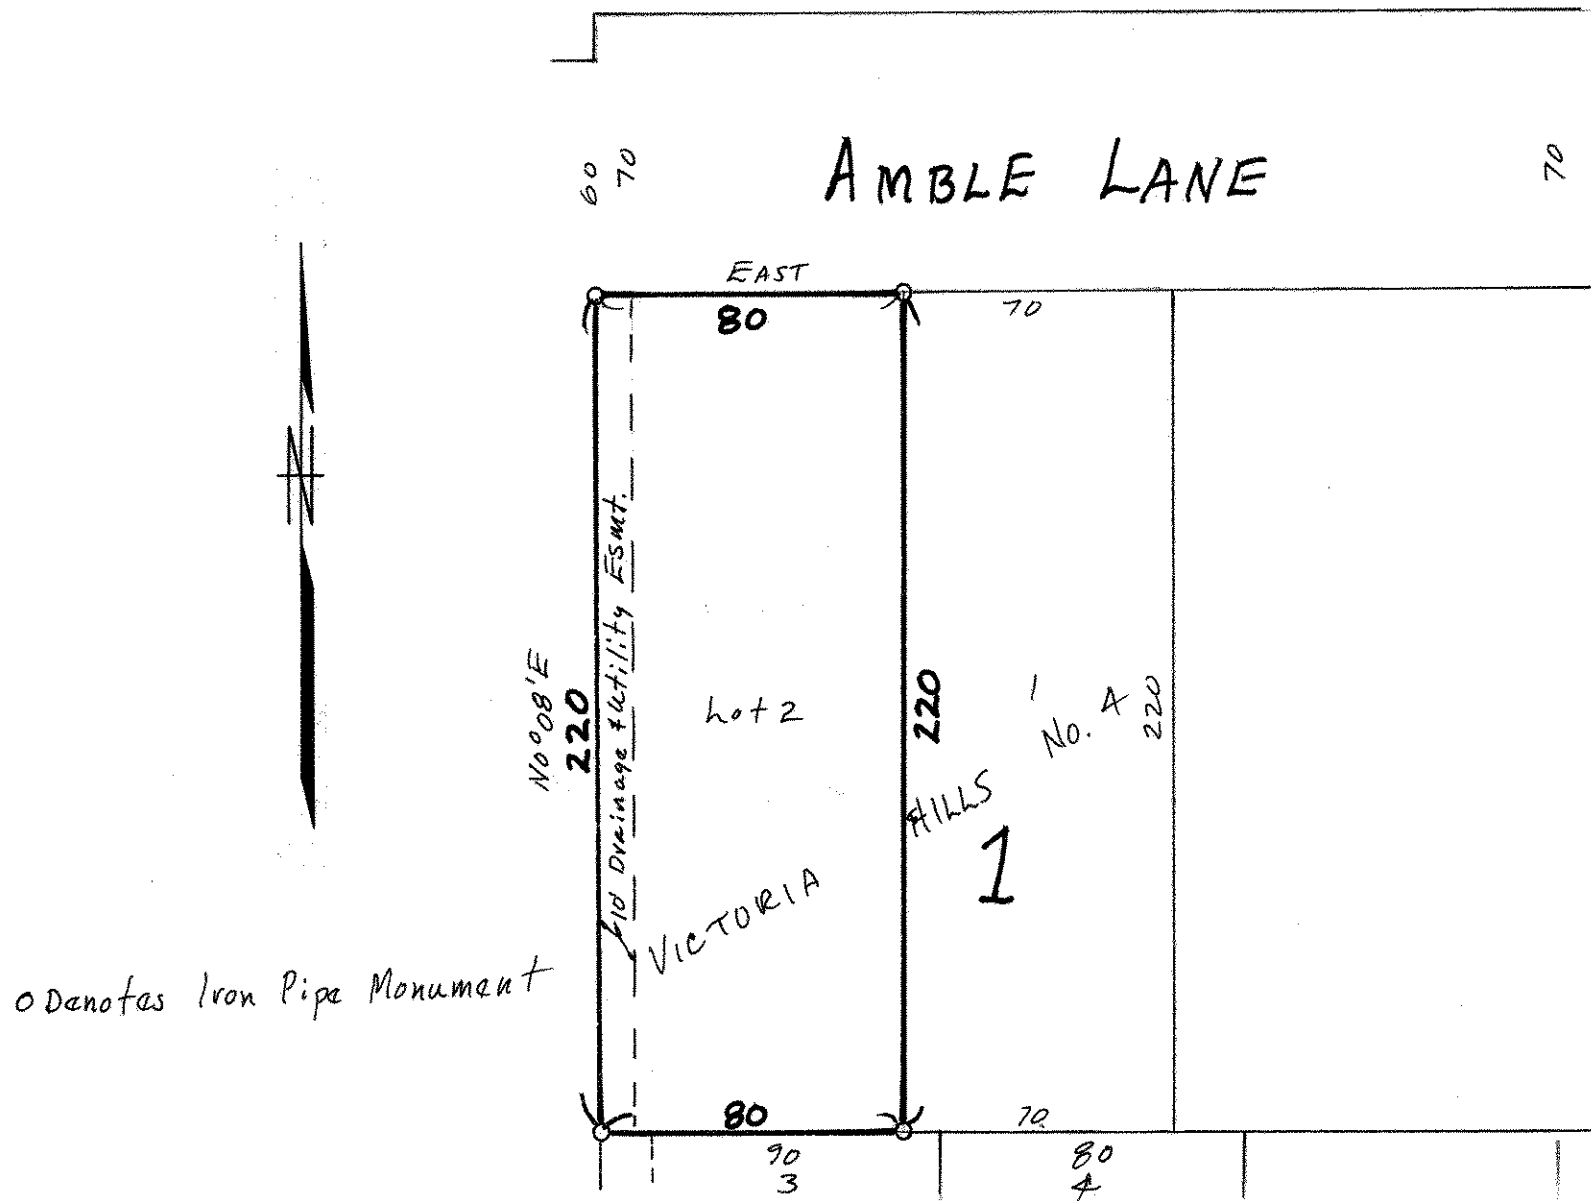 60
70
AMBLE LANE
70
EAST
80
70
N
N0°08'E
220
10 Drainage & Utility Esmt.
Lot 2
220
1
No. 4
220
VICTORIA HILLS
1
o Denotes Iron Pipe Monument
80
70
90
3
80
4